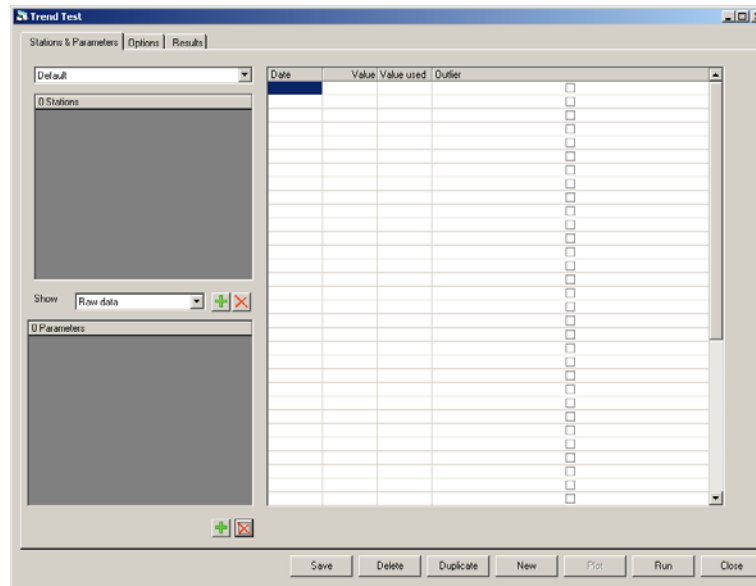 Trend Test
Stations & Parameters Options Results
Default
0 Stations
Show Raw data
0 Parameters
Date Value Value used Outlier
Save Delete Duplicate New Plot Run Close